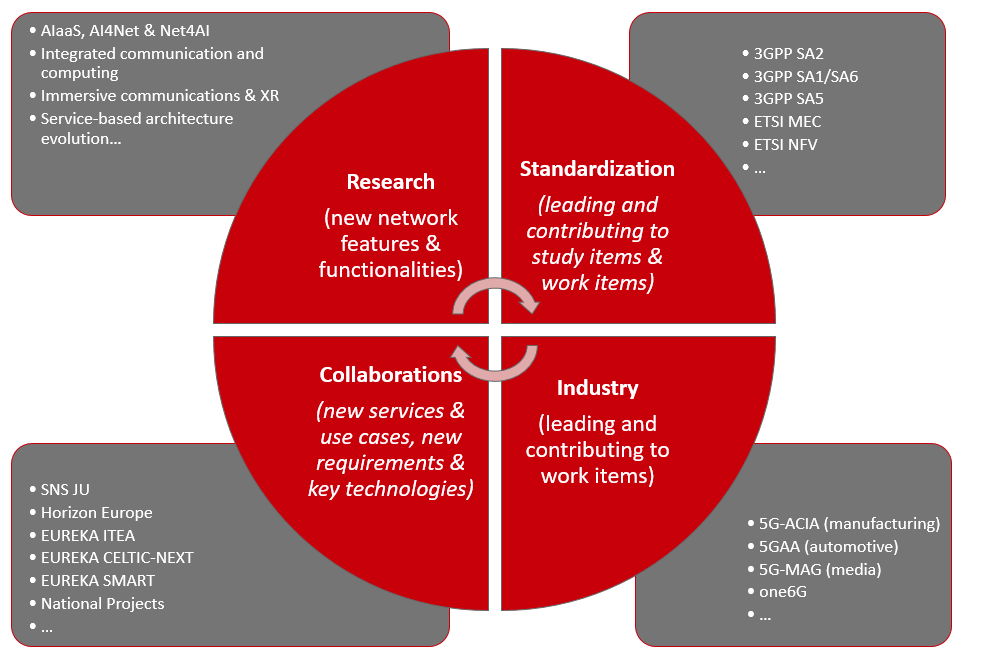 • AIaaS, AI4Net & Net4AI
• Integrated communication and
computing
• Immersive communications & XR
• Service-based architecture
evolution…
• 3GPP SA2
• 3GPP SA1/SA6
• 3GPP SA5
• ETSI MEC
• ETSI NFV
• …
Research
(new network
features &
functionalities)
Standardization
(leading and
contributing to
study items &
work items)
Collaborations
(new services &
use cases, new
requirements &
key technologies)
Industry
(leading and
contributing to
work items)
• SNS JU
• Horizon Europe
• EUREKA ITEA
• EUREKA CELTIC-NEXT
• EUREKA SMART
• National Projects
• …
• 5G-ACIA (manufacturing)
• 5GAA (automotive)
• 5G-MAG (media)
• one6G
• …